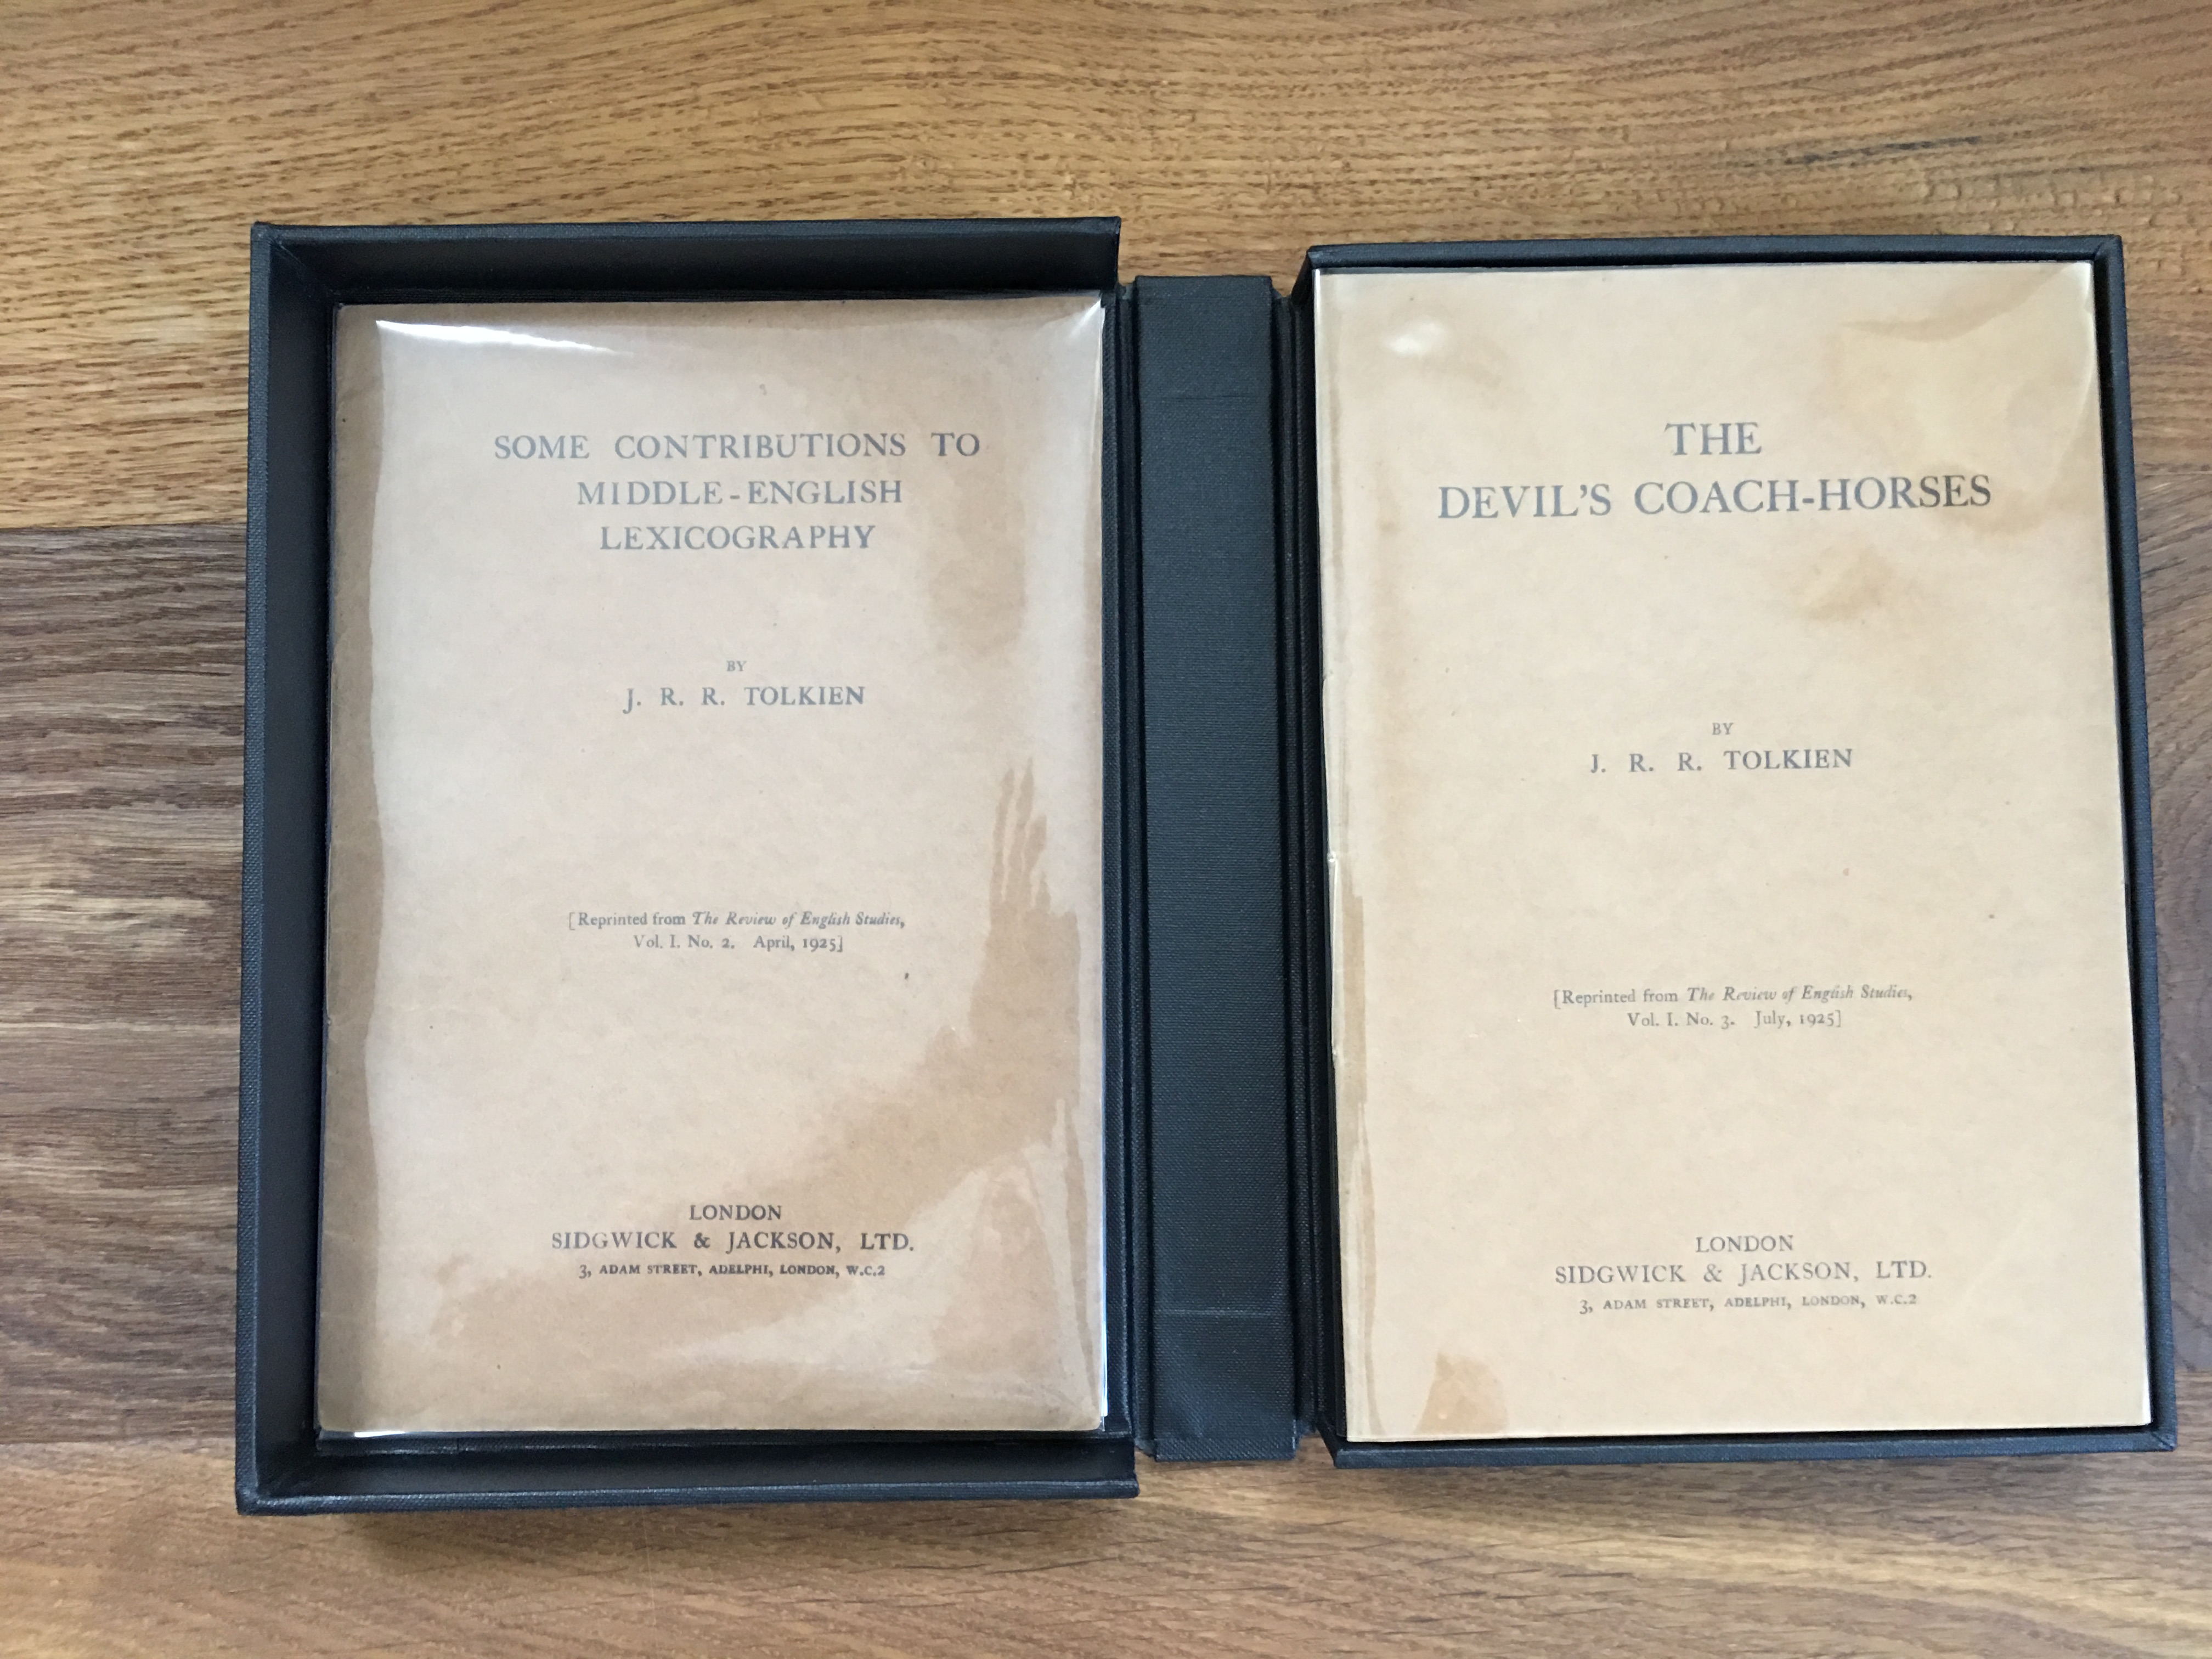 SOME CONTRIBUTIONS TO
MIDDLE-ENGLISH
LEXICOGRAPHY
BY
J. R. R. TOLKIEN
[Reprinted from The Review of English Studies,
Vol. I. No. 2. April, 1925]
LONDON
SIDGWICK & JACKSON, LTD.
3, ADAM STREET, ADELPHI, LONDON, W.C.2
THE
DEVIL'S COACH-HORSES
BY
J. R. R. TOLKIEN
[Reprinted from The Review of English Studies,
Vol. I. No. 3. July, 1925]
LONDON
SIDGWICK & JACKSON, LTD.
3, ADAM STREET, ADELPHI, LONDON, W.C.2